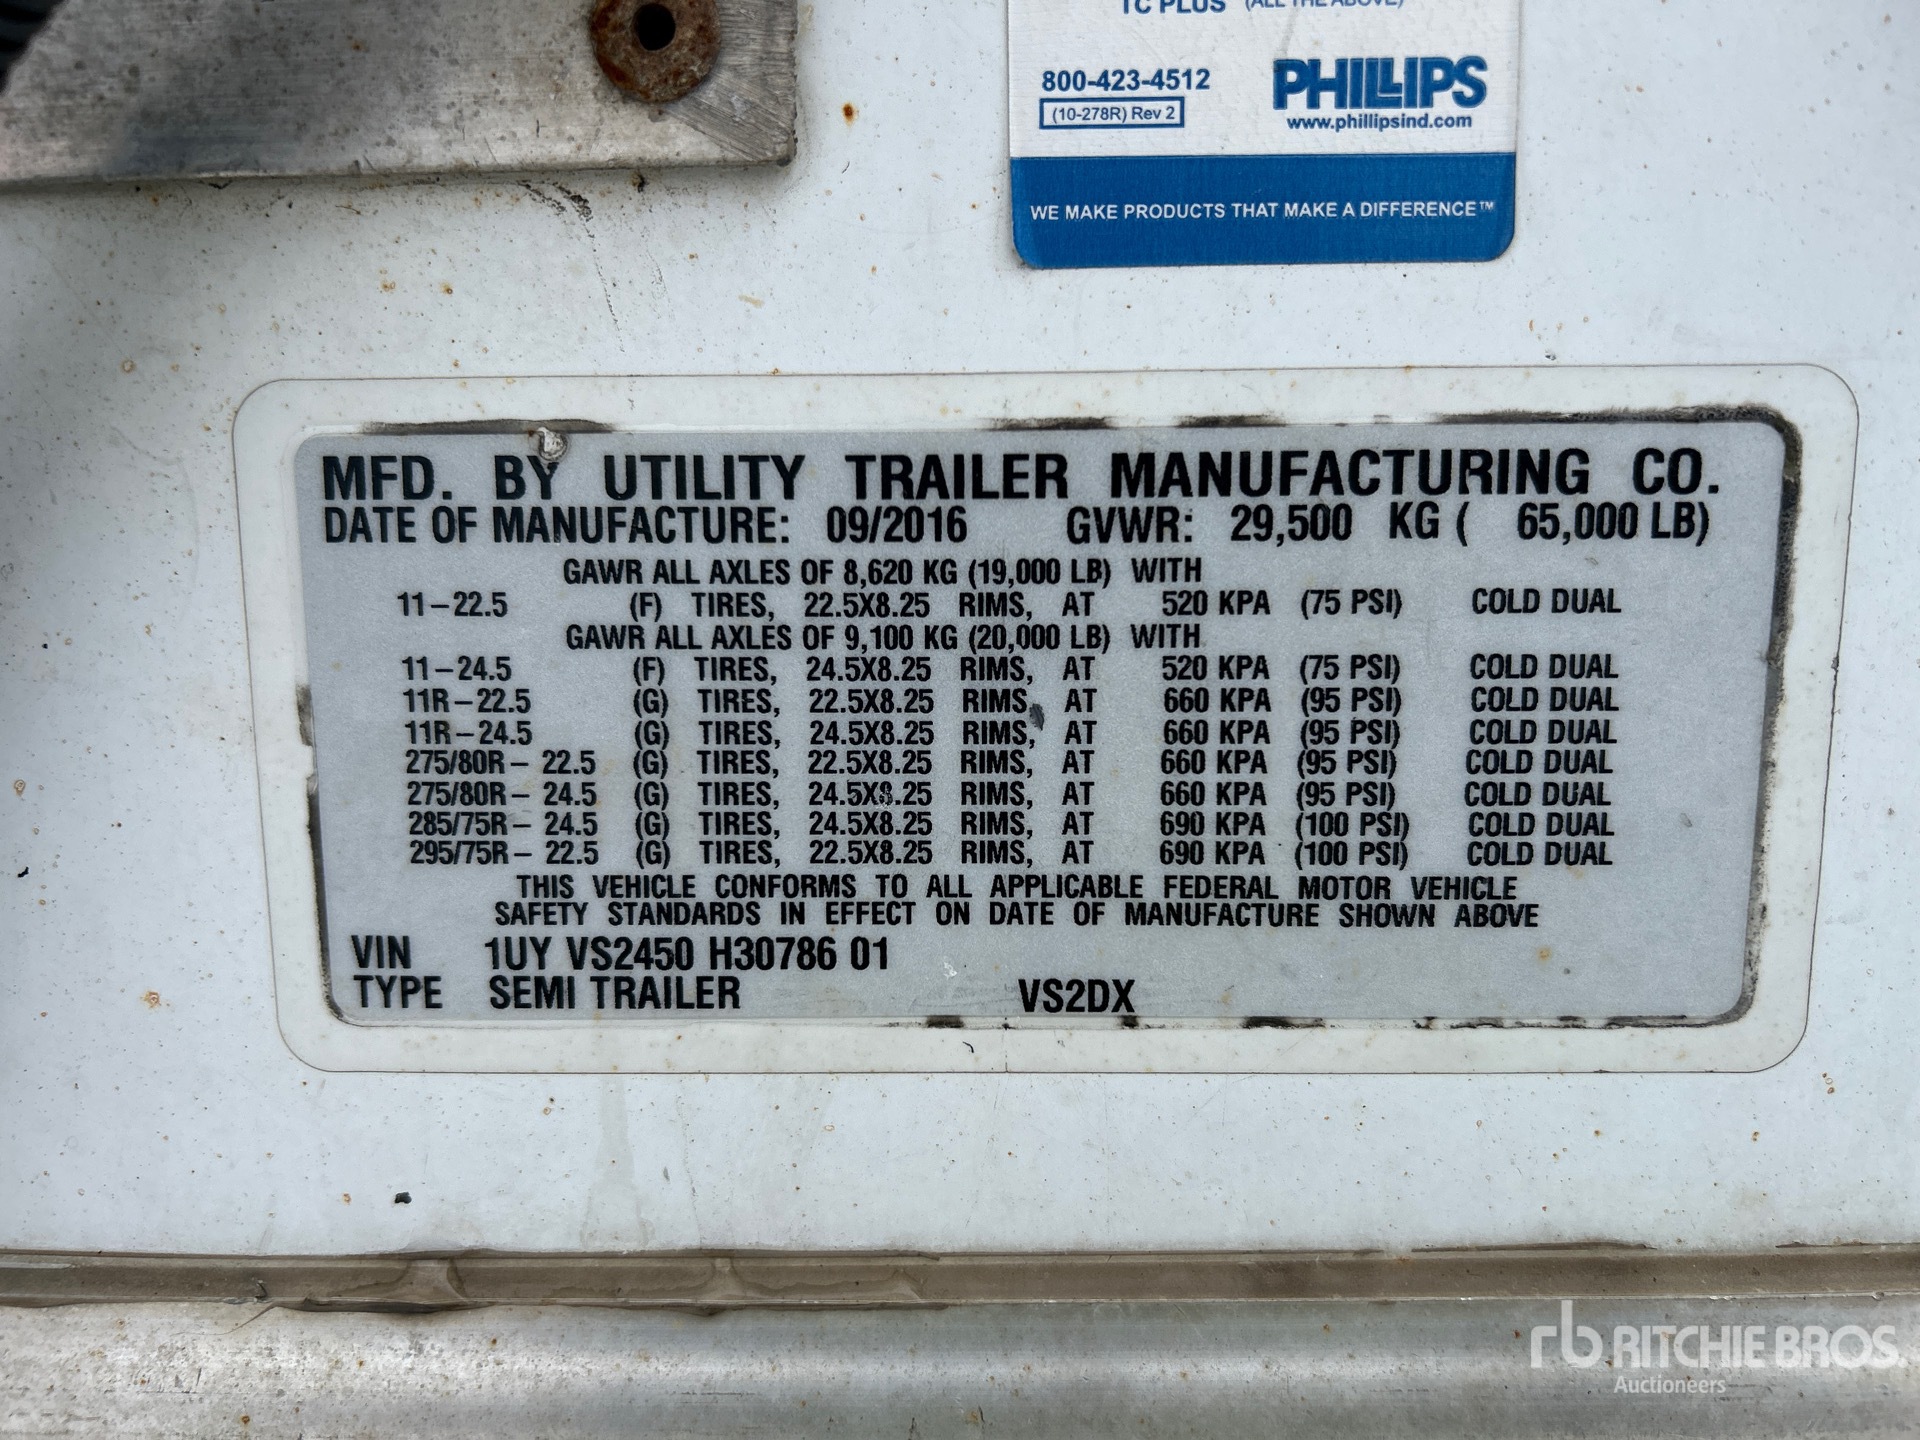 TC PLUS (ALL THE ABOVE)
800-423-4512
(10-278R) Rev 2
PHILLIPS
www.phillipsind.com
WE MAKE PRODUCTS THAT MAKE A DIFFERENCE™
MFD. BY UTILITY TRAILER MANUFACTURING CO.
DATE OF MANUFACTURE: 09/2016 GVWR: 29,500 KG ( 65,000 LB)
GAWR ALL AXLES OF 8,620 KG (19,000 LB) WITH
11-22.5 (F) TIRES, 22.5X8.25 RIMS, AT 520 KPA (75 PSI) COLD DUAL
GAWR ALL AXLES OF 9,100 KG (20,000 LB) WITH
11-24.5 (F) TIRES, 24.5X8.25 RIMS, AT 520 KPA (75 PSI) COLD DUAL
11R-22.5 (G) TIRES, 22.5X8.25 RIMS, AT 660 KPA (95 PSI) COLD DUAL
11R-24.5 (G) TIRES, 24.5X8.25 RIMS, AT 660 KPA (95 PSI) COLD DUAL
275/80R- 22.5 (G) TIRES, 22.5X8.25 RIMS, AT 660 KPA (95 PSI) COLD DUAL
275/80R- 24.5 (G) TIRES, 24.5X8.25 RIMS, AT 660 KPA (95 PSI) COLD DUAL
285/75R- 24.5 (G) TIRES, 24.5X8.25 RIMS, AT 690 KPA (100 PSI) COLD DUAL
295/75R- 22.5 (G) TIRES, 22.5X8.25 RIMS, AT 690 KPA (100 PSI) COLD DUAL
THIS VEHICLE CONFORMS TO ALL APPLICABLE FEDERAL MOTOR VEHICLE
SAFETY STANDARDS IN EFFECT ON DATE OF MANUFACTURE SHOWN ABOVE
VIN 1UY VS2450 H30786 01
TYPE SEMI TRAILER VS2DX
rb RITCHIE BROS.
Auctioneers